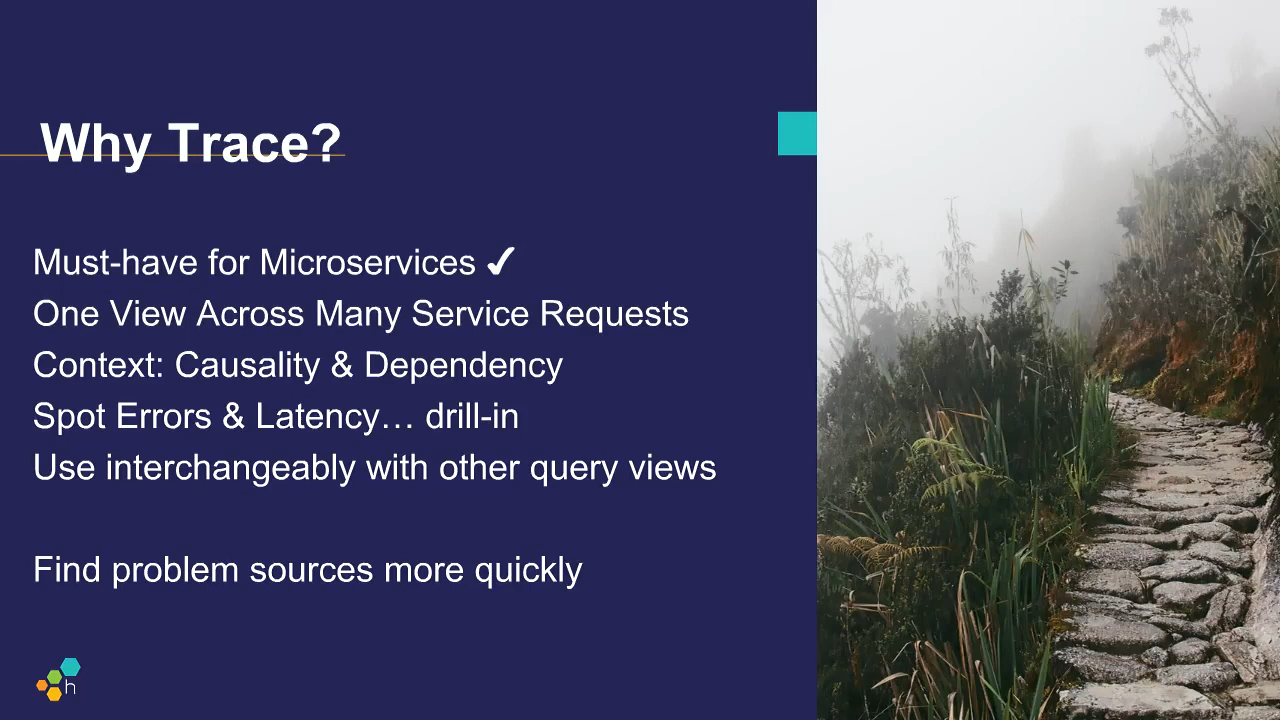 Why Trace?
Must-have for Microservices ✓
One View Across Many Service Requests
Context: Causality & Dependency
Spot Errors & Latency… drill-in
Use interchangeably with other query views
Find problem sources more quickly
h